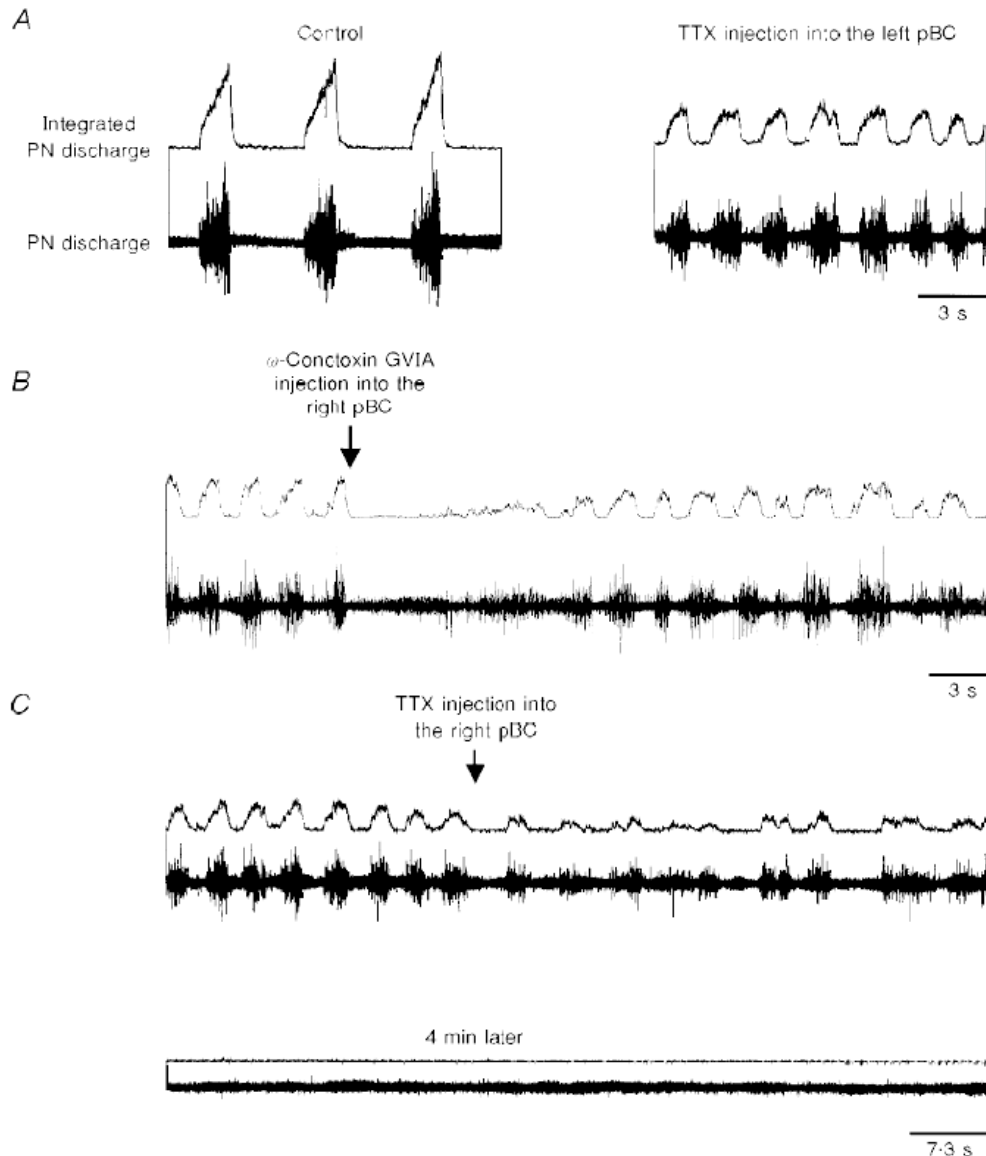 A
Control
TTX injection into the left pBC
Integrated
PN discharge
PN discharge
3 s
B
ω-Conctoxin GVIA
injection into the
right pBC
3 s
C
TTX injection into
the right pBC
4 min later
7·3 s